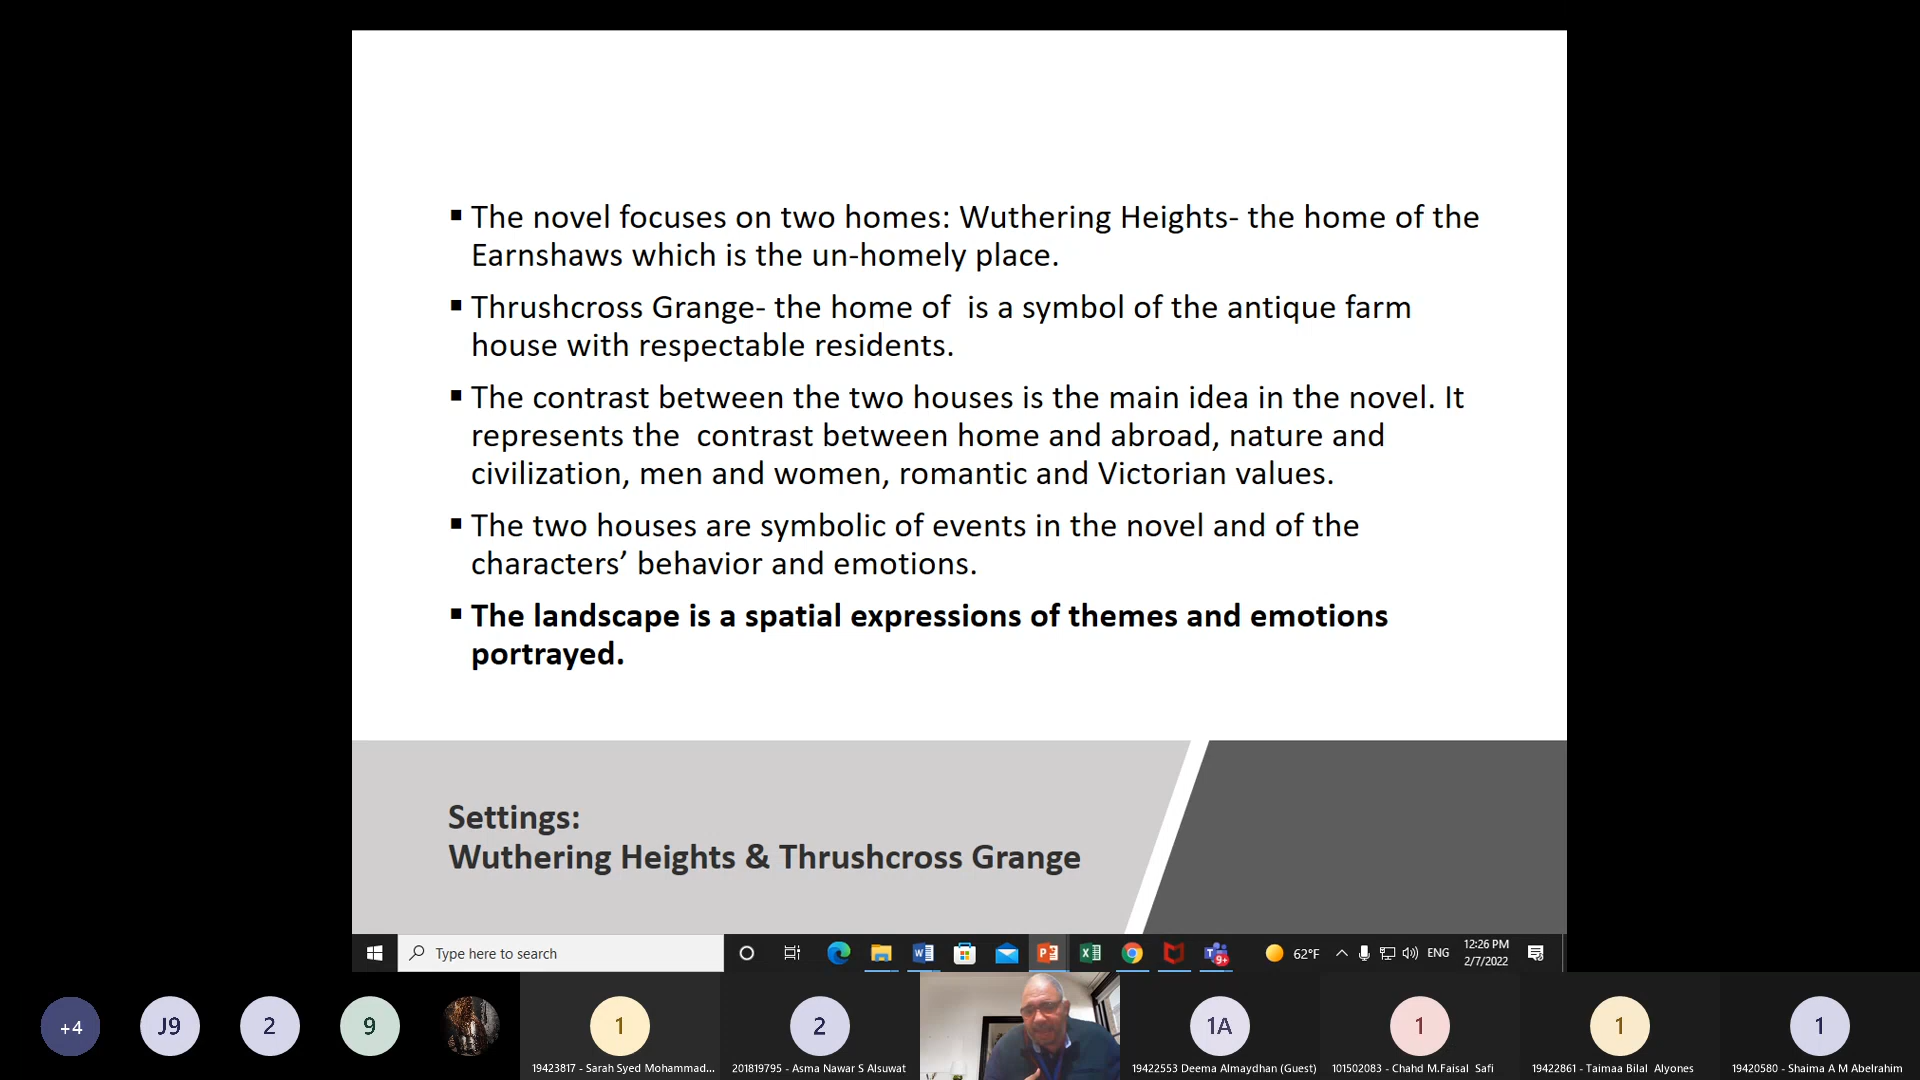 ▪ The novel focuses on two homes: Wuthering Heights- the home of the
Earnshaws which is the un-homely place.
▪ Thrushcross Grange- the home of  is a symbol of the antique farm
house with respectable residents.
▪ The contrast between the two houses is the main idea in the novel. It
represents the  contrast between home and abroad, nature and
civilization, men and women, romantic and Victorian values.
▪ The two houses are symbolic of events in the novel and of the
characters’ behavior and emotions.
▪ The landscape is a spatial expressions of themes and emotions
portrayed.
Settings:
Wuthering Heights & Thrushcross Grange
Type here to search
9+
62°F
ENG
12:26 PM
2/7/2022
+4
J9
2
9
1
2
1A
1
1
1
19423817 - Sarah Syed Mohammad...
201819795 - Asma Nawar S Alsuwat
19422553 Deema Almaydhan (Guest)
101502083 - Chahd M.Faisal  Safi
19422861 - Taimaa Bilal  Alyones
19420580 - Shaima A M Abelrahim